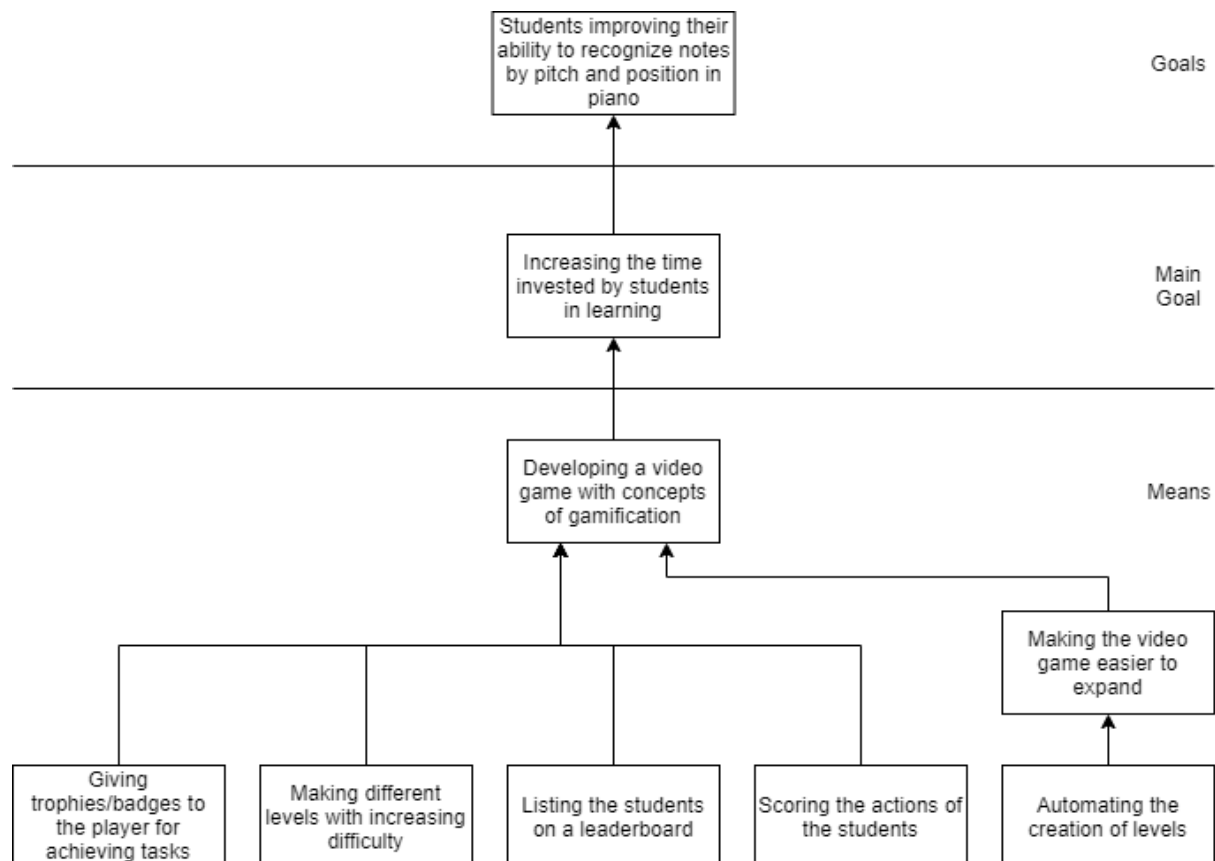 Students improving their
ability to recognize notes
by pitch and position in
piano
Goals
Increasing the time
invested by students
in learning
Main
Goal
Developing a video
game with concepts
of gamification
Means
Making the video
game easier to
expand
Giving
trophies/badges to
the player for
achieving tasks
Making different
levels with increasing
difficulty
Listing the students
on a leaderboard
Scoring the actions of
the students
Automating the
creation of levels